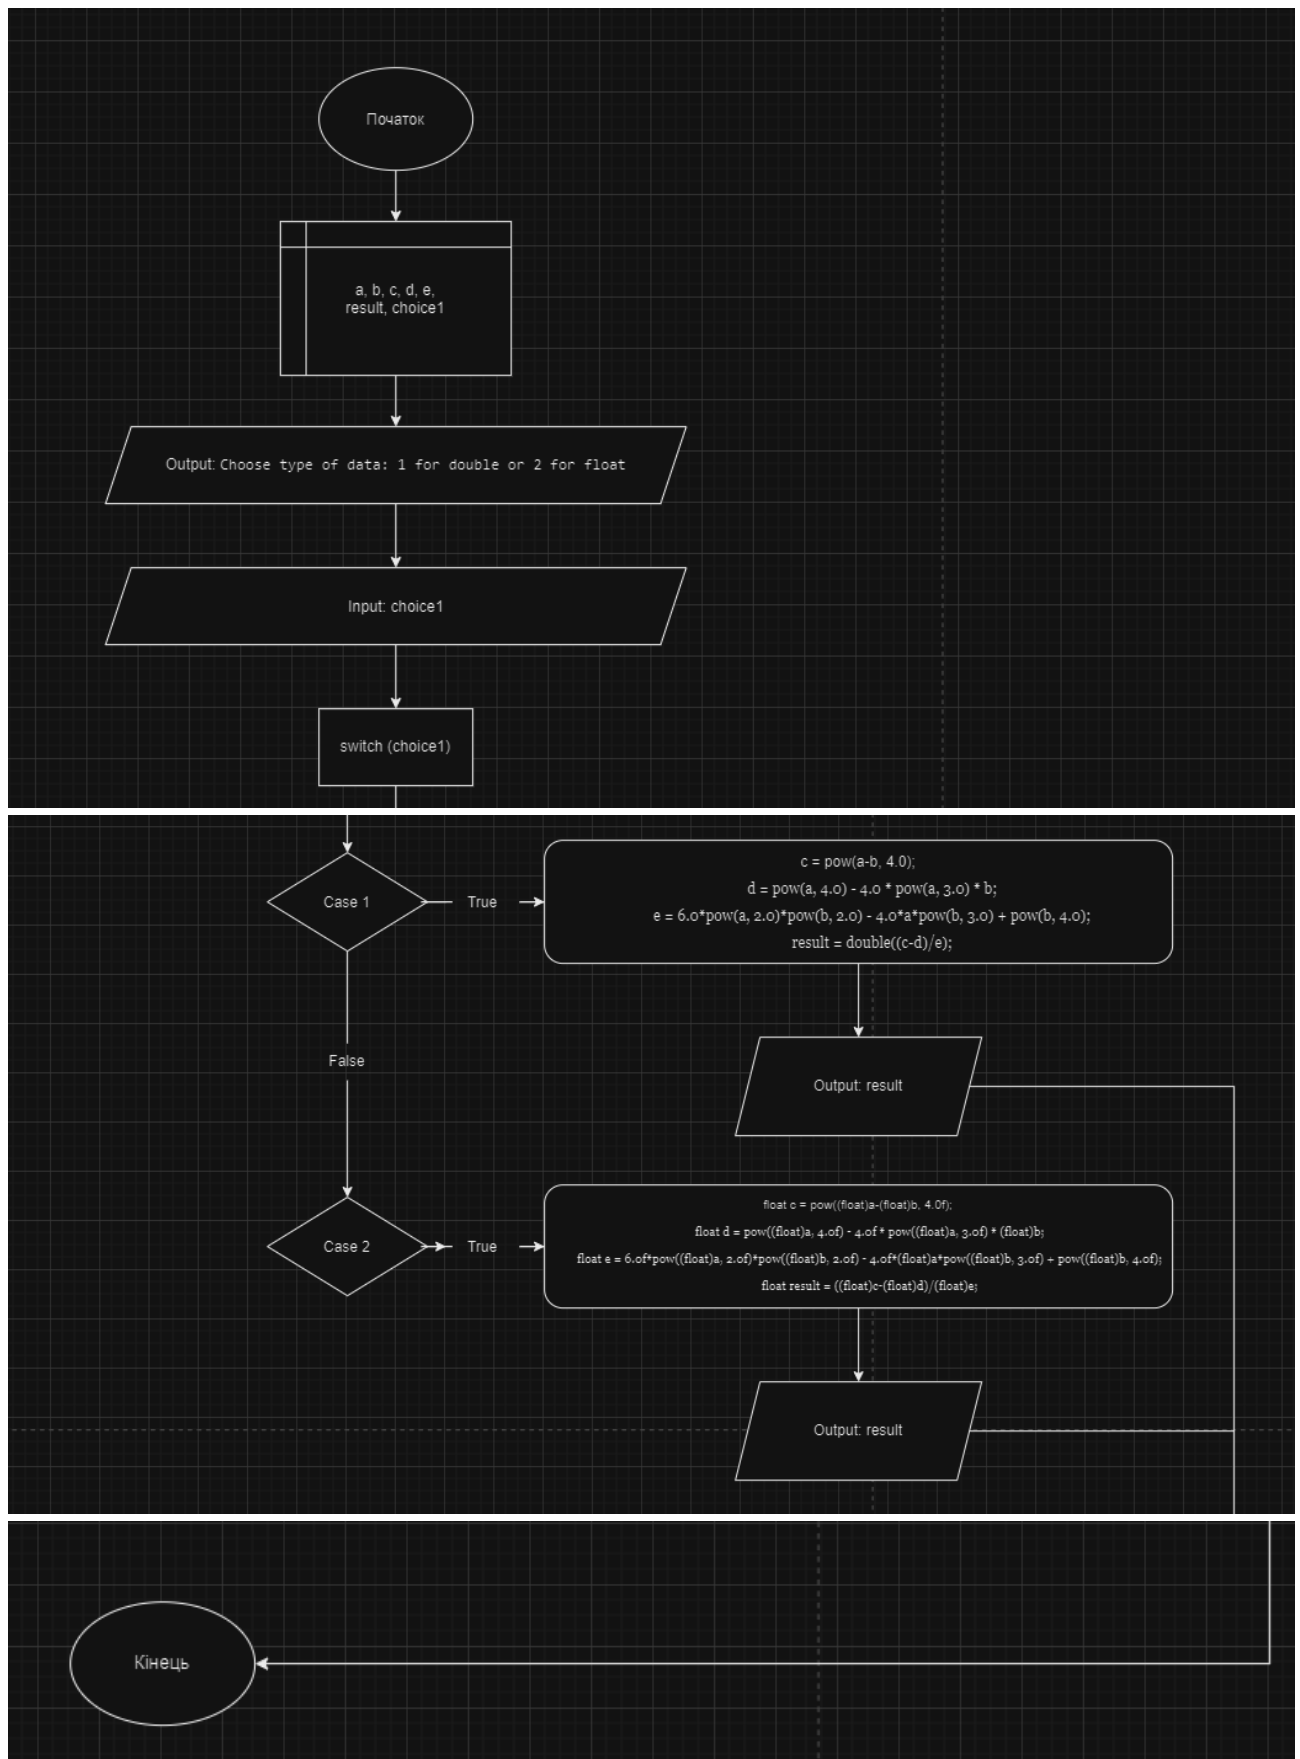 Початок
a, b, c, d, e,
result, choice1
Output: Choose type of data: 1 for double or 2 for float
Input: choice1
switch (choice1)
Case 1
True
c = pow(a-b, 4.0);
d = pow(a, 4.0) - 4.0 * pow(a, 3.0) * b;
e = 6.0*pow(a, 2.0)*pow(b, 2.0) - 4.0*a*pow(b, 3.0) + pow(b, 4.0);
result = double((c-d)/e);
False
Output: result
Case 2
True
float c = pow((float)a-(float)b, 4.0f);
float d = pow((float)a, 4.0f) - 4.0f * pow((float)a, 3.0f) * (float)b;
float e = 6.0f*pow((float)a, 2.0f)*pow((float)b, 2.0f) - 4.0f*(float)a*pow((float)b, 3.0f) + pow((float)b, 4.0f);
float result = ((float)c-(float)d)/(float)e;
Output: result
Кінець